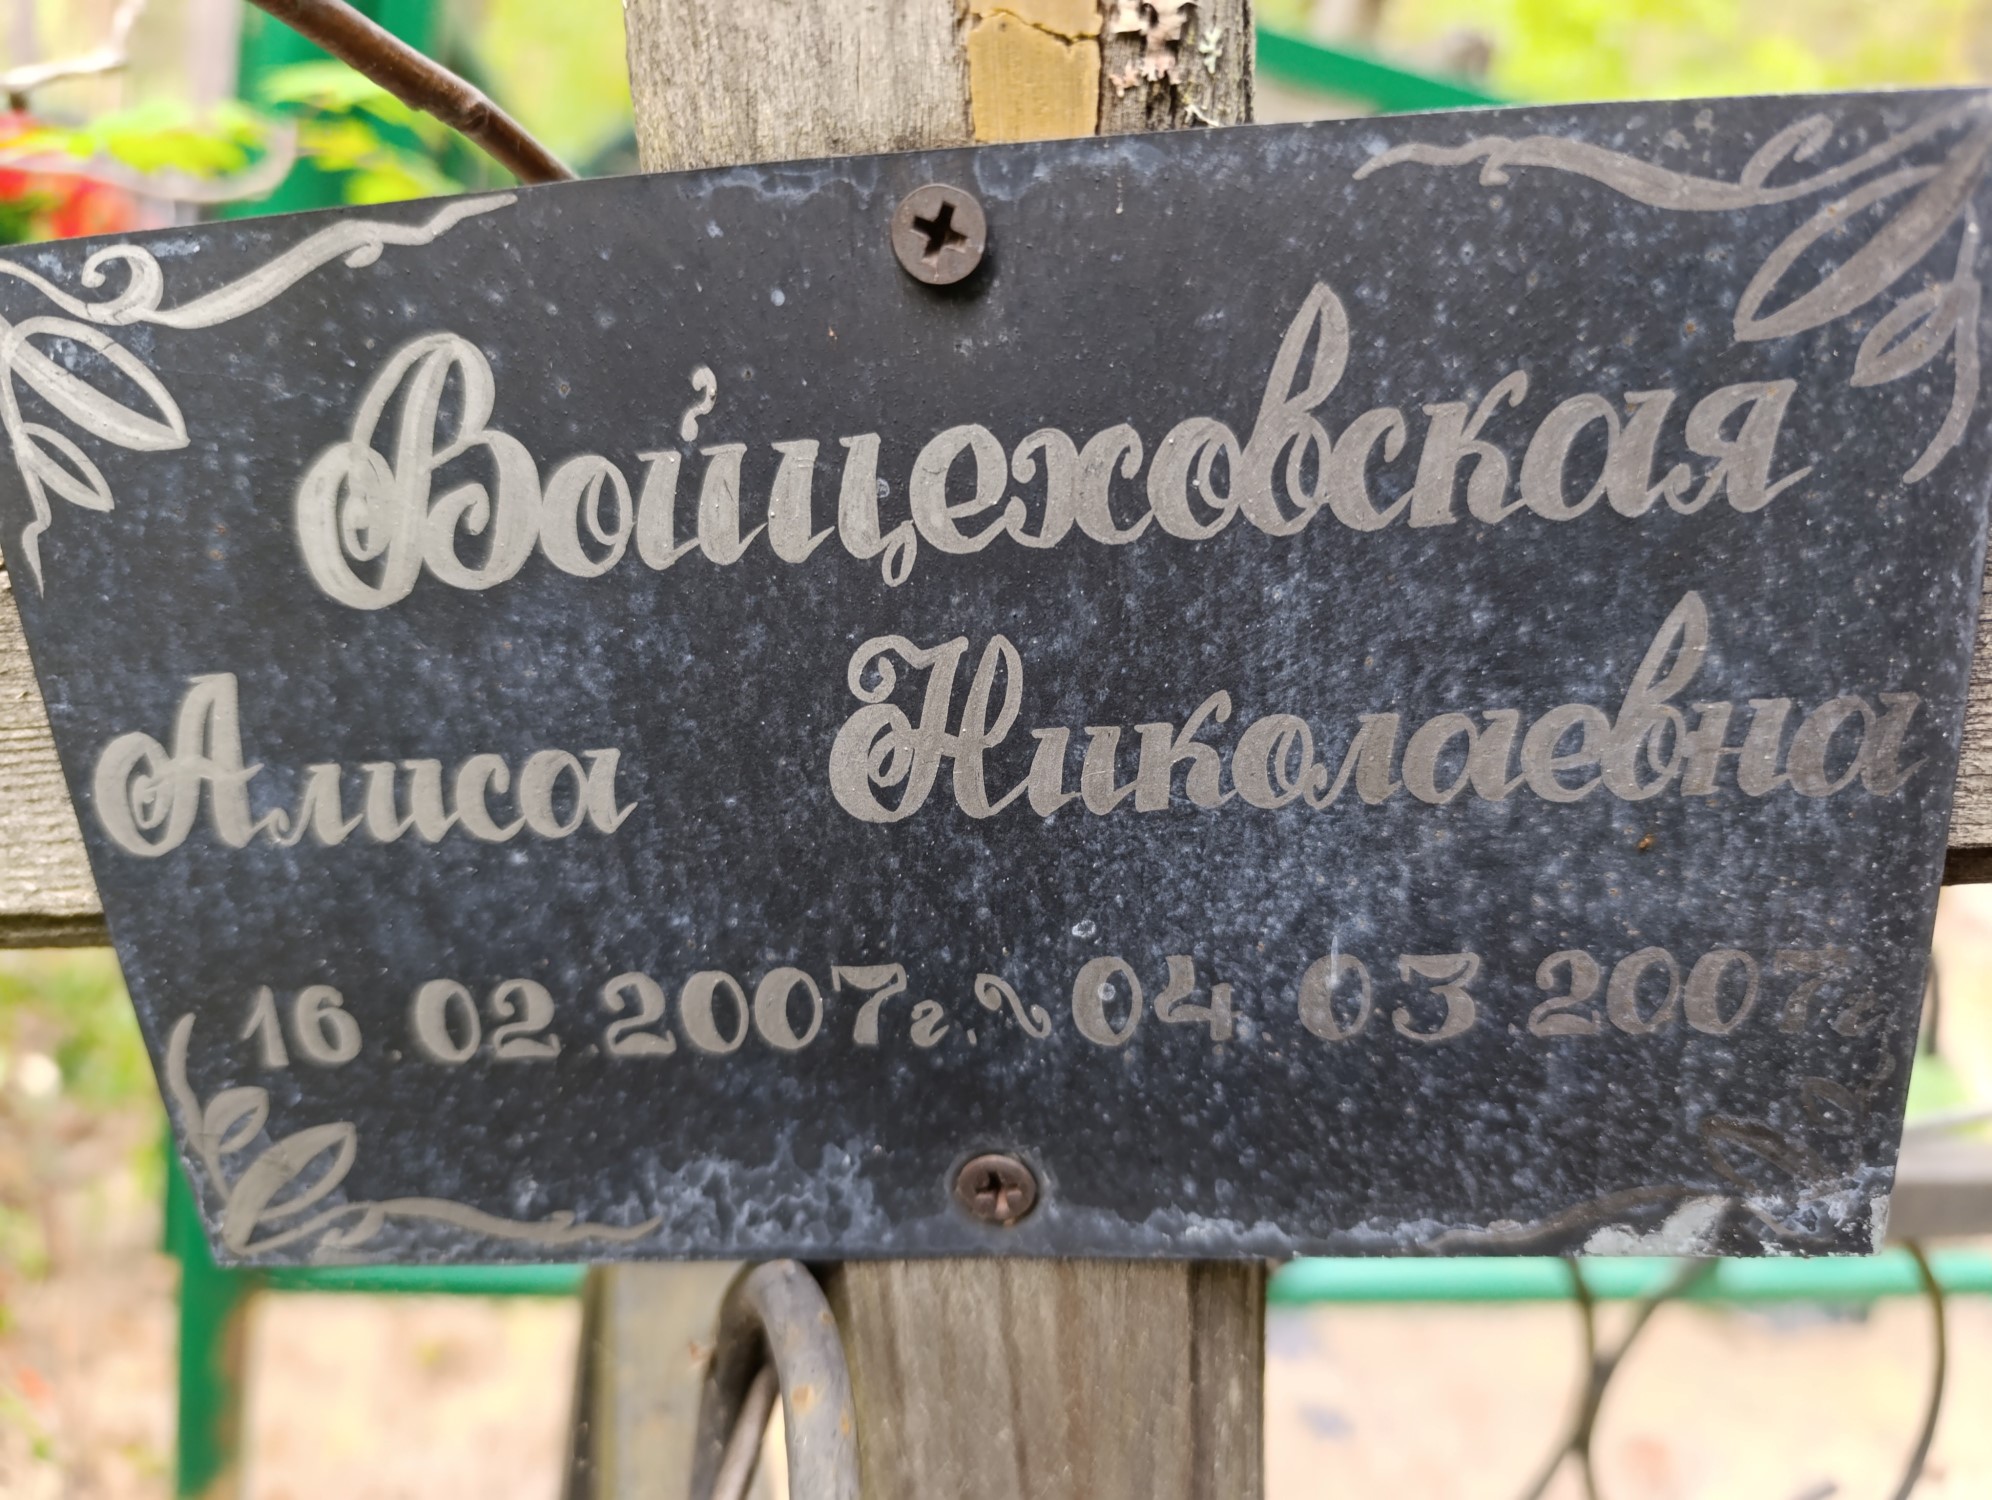 Войцеховская
Алиса Николаевна
16.02.2007г. ~ 04.03.2007г.